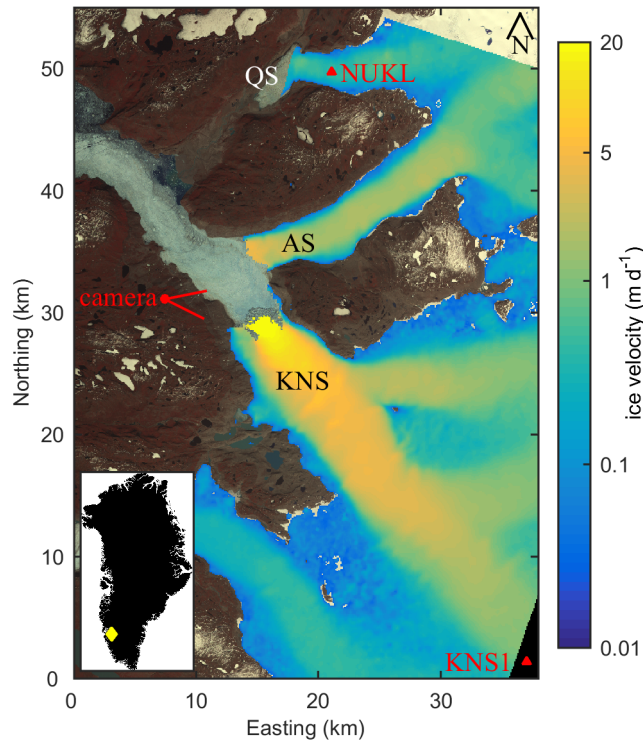 N
QS
NUKL
AS
camera
KNS
KNS1
50
40
30
20
10
0
Northing (km)
0
10
20
30
Easting (km)
20
5
1
0.1
0.01
ice velocity (m d⁻¹)